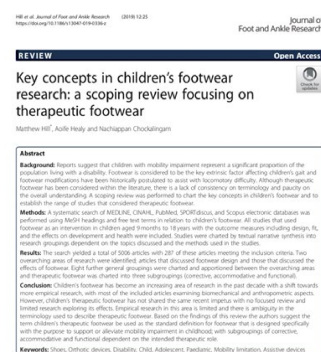 Hill et al. Journal of Foot and Ankle Research (2019) 12:25
https://doi.org/10.1186/s13047-019-0336-z
Journal of
Foot and Ankle Research
REVIEW
Open Access
Key concepts in children's footwear
research: a scoping review focusing on
therapeutic footwear
Matthew Hill*, Aoife Healy and Nachiappan Chockalingam
Check for
updates
Abstract
Background: Reports suggest that children with mobility impairment represent a significant proportion of the
population living with a disability. Footwear is considered to be the key extrinsic factor affecting children's gait and
footwear modifications have been historically postulated to assist with locomotor difficulty. Although therapeutic
footwear has been considered within the literature, there is a lack of consistency on terminology and paucity on
the overall understanding. A scoping review was performed to chart the key concepts in children's footwear and to
establish the range of studies that considered therapeutic footwear.
Methods: A systematic search of MEDLINE, CINAHL, PubMed, SPORTdiscus, and Scopus electronic databases was
performed using MeSH headings and free text terms in relation to children's footwear. All studies that used
footwear as an intervention in children aged 9 months to 18 years with the outcome measures including design, fit,
and the effects on development and health were included. Studies were charted by textual narrative synthesis into
research groupings dependent on the topics discussed and the methods used in the studies.
Results: The search yielded a total of 5006 articles with 287 of these articles meeting the inclusion criteria. Two
overarching areas of research were identified; articles that discussed footwear design and those that discussed the
effects of footwear. Eight further general groupings were charted and apportioned between the overarching areas
and therapeutic footwear was charted into three subgroupings (corrective, accommodative and functional).
Conclusion: Children's footwear has become an increasing area of research in the past decade with a shift towards
more empirical research, with most of the included articles examining biomechanical and anthropometric aspects.
However, children's therapeutic footwear has not shared the same recent impetus with no focused review and
limited research exploring its effects. Empirical research in this area is limited and there is ambiguity in the
terminology used to describe therapeutic footwear. Based on the findings of this review the authors suggest the
term children's therapeutic footwear be used as the standard definition for footwear that is designed specifically
with the purpose to support or alleviate mobility impairment in childhood; with subgroupings of corrective,
accommodative and functional dependent on the intended therapeutic role.
Keywords: Shoes, Orthotic devices, Disability, Child, Adolescent, Paediatric, Mobility limitation, Assistive devices